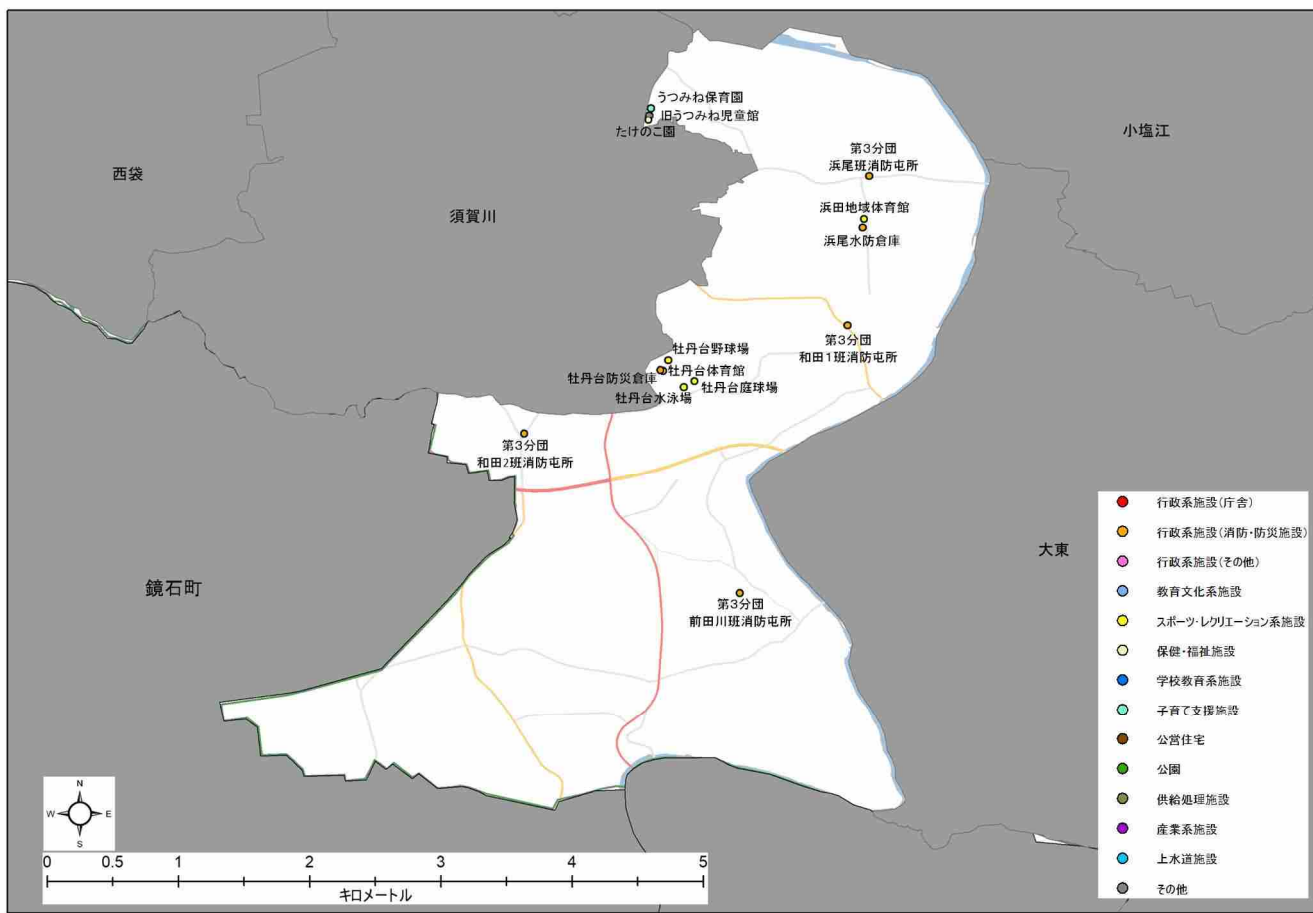 うつみね保育園
旧うつみね児童館
たけのこ園
小塩江
西袋
第3分団
浜尾班消防屯所
須賀川
浜田地域体育館
浜尾水防倉庫
第3分団
和田1班消防屯所
牡丹台野球場
牡丹台体育館
牡丹台防災倉庫
牡丹台庭球場
牡丹台水泳場
第3分団
和田2班消防屯所
大東
鏡石町
第3分団
前田川班消防屯所
行政系施設(庁舎)
行政系施設(消防・防災施設)
行政系施設(その他)
教育文化系施設
スポーツ・レクリエーション系施設
保健・福祉施設
学校教育系施設
子育て支援施設
公営住宅
公園
供給処理施設
産業系施設
上水道施設
その他
N
W E
S
0 0.5 1 2 3 4 5
キロメートル